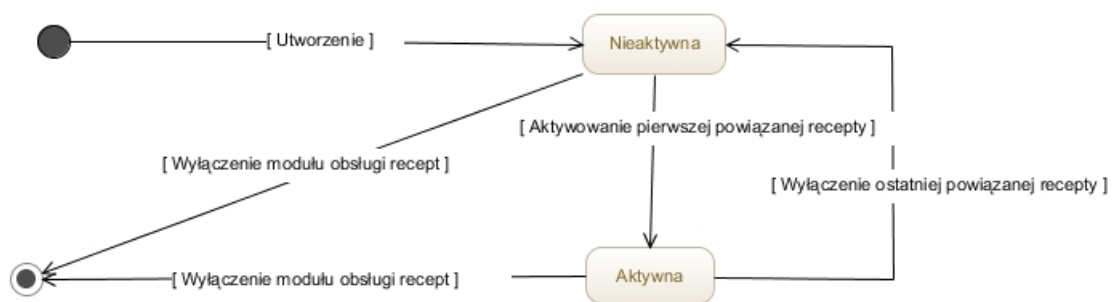 [ Utworzenie ]
Nieaktywna
[ Aktywowanie pierwszej powiązanej recepty ]
[ Wyłączenie modułu obsługi recept ]
[ Wyłączenie ostatniej powiązanej recepty ]
[ Wyłączenie modułu obsługi recept ]
Aktywna